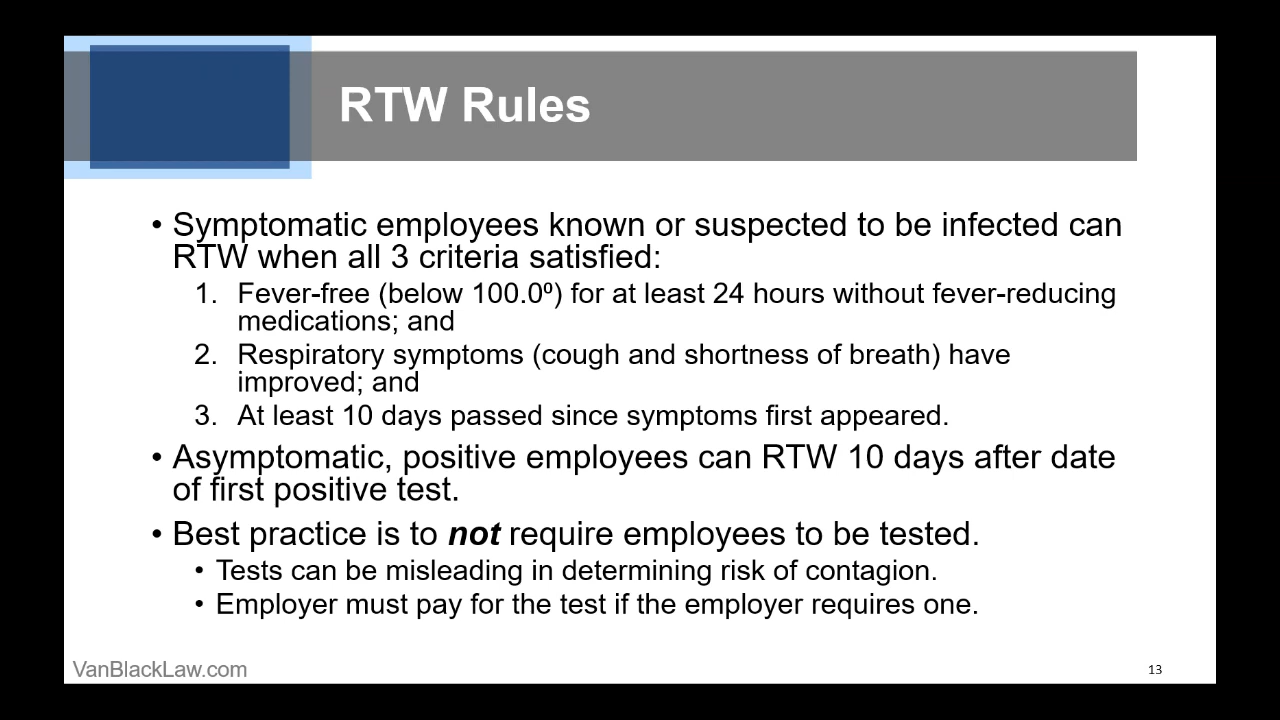 RTW Rules
• Symptomatic employees known or suspected to be infected can
RTW when all 3 criteria satisfied:
1. Fever-free (below 100.0º) for at least 24 hours without fever-reducing
medications; and
2. Respiratory symptoms (cough and shortness of breath) have
improved; and
3. At least 10 days passed since symptoms first appeared.
• Asymptomatic, positive employees can RTW 10 days after date
of first positive test.
• Best practice is to not require employees to be tested.
• Tests can be misleading in determining risk of contagion.
• Employer must pay for the test if the employer requires one.
VanBlackLaw.com
13